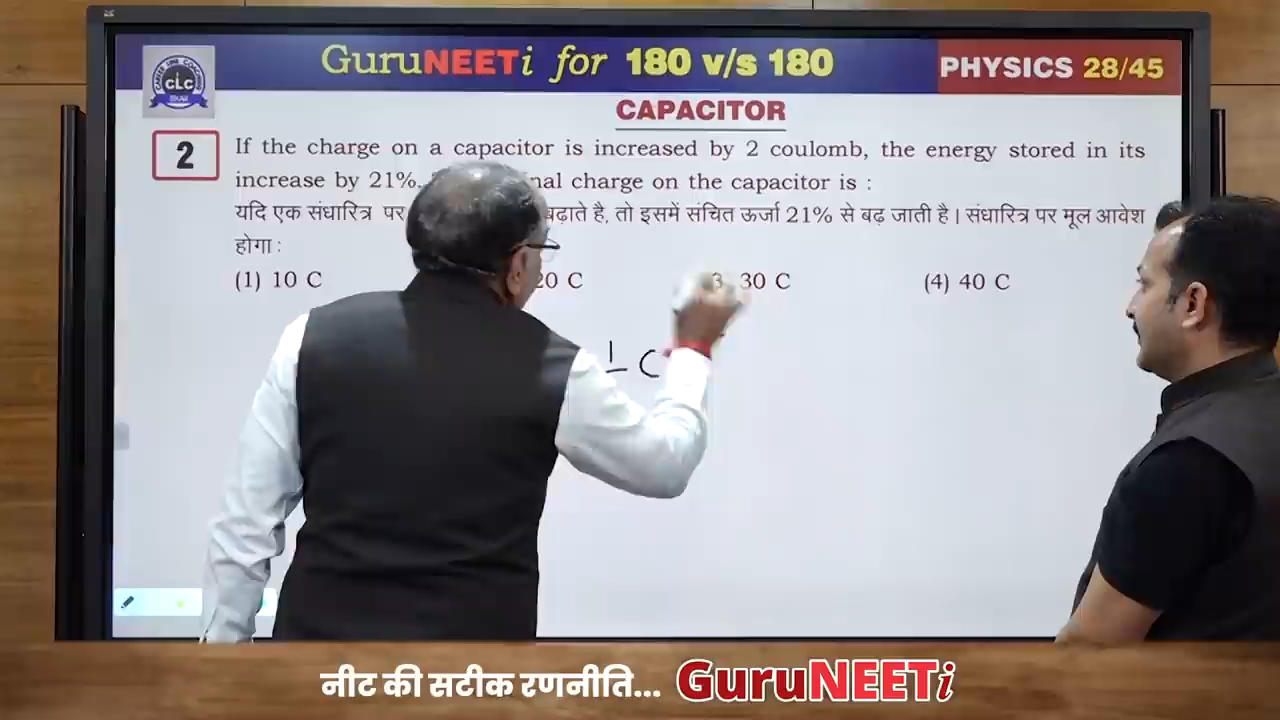 GuruNEETi for 180 v/s 180
PHYSICS 28/45
CLC
CAPACITOR
2
If the charge on a capacitor is increased by 2 coulomb, the energy stored in its
increase by 21%. nal charge on the capacitor is :
यदि एक संधारित्र पर बढ़ाते है, तो इसमें संचित ऊर्जा 21% से बढ़ जाती है। संधारित्र पर मूल आवेश
होगा :
(1) 10 C 20 C 30 C (4) 40 C
1 C
नीट की सटीक रणनीति... GuruNEETi